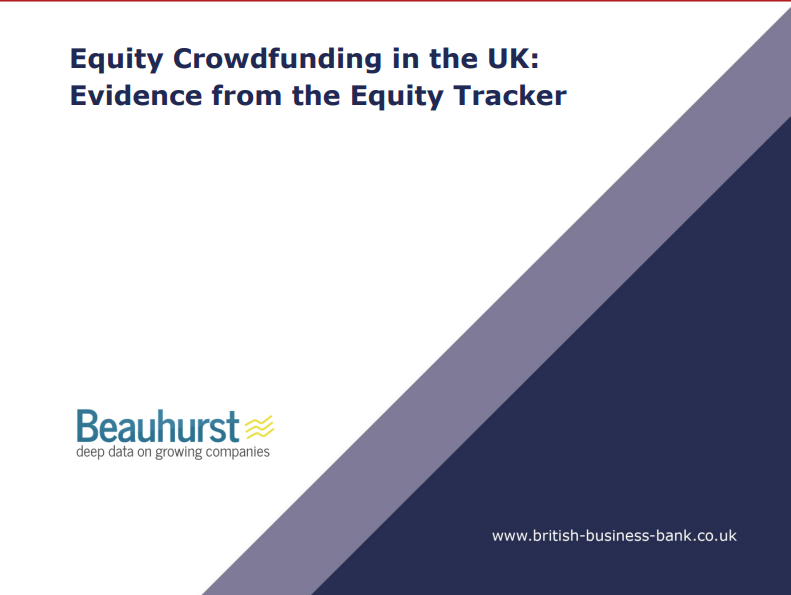 Equity Crowdfunding in the UK:
Evidence from the Equity Tracker
Beauhurst
deep data on growing companies
www.british-business-bank.co.uk